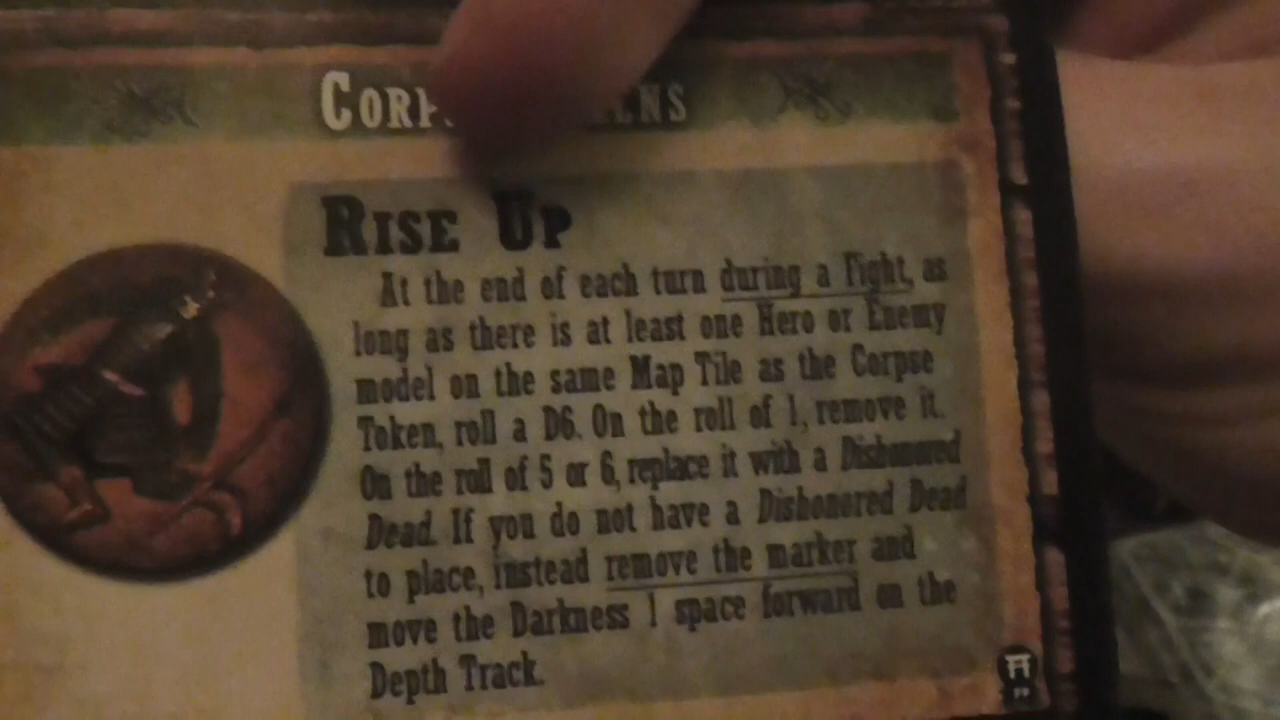 RISE UP
At the end of each turn during a Fight, as
long as there is at least one Hero or Enemy
model on the same Map Tile as the Corpse
Token, roll a D6. On the roll of 1, remove it.
On the roll of 5 or 6, replace it with a Dishonored
Dead. If you do not have a Dishonored Dead
to place, instead remove the marker and
move the Darkness 1 space forward on the
Depth Track.